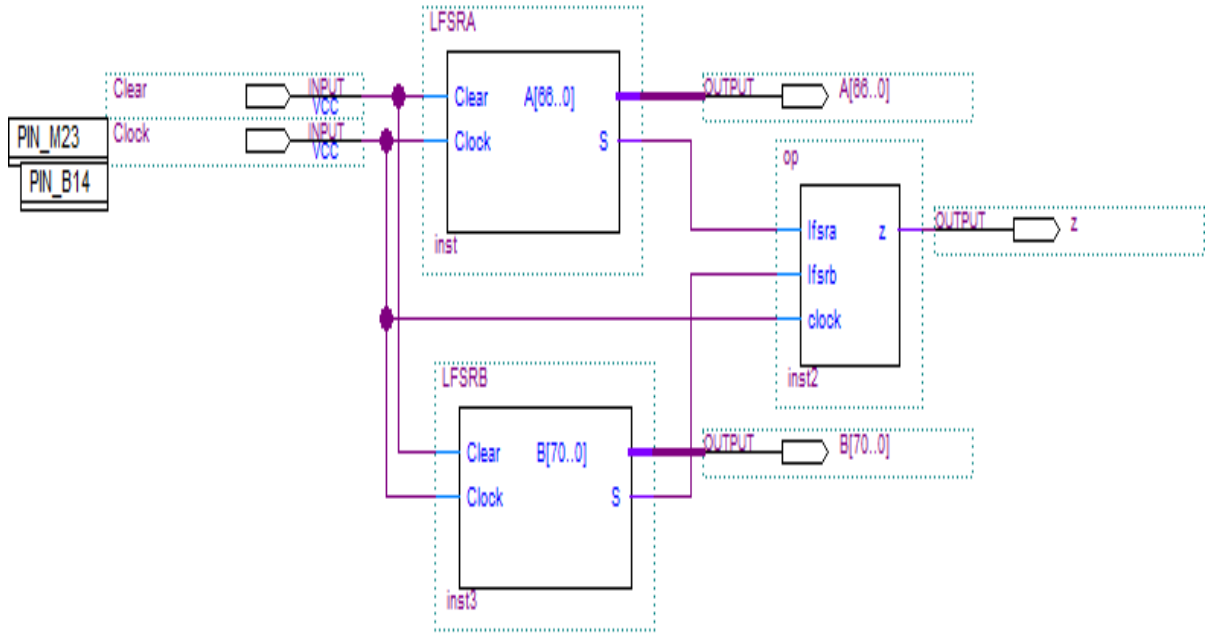 LFSRA
Clear INPUT VCC
Clear A[66..0]
OUTPUT A[66..0]
PIN_M23
Clock INPUT VCC
Clock S
PIN_B14
inst
op
lfsra z
OUTPUT z
lfsrb
clock
inst2
LFSRB
Clear B[70..0]
OUTPUT B[70..0]
Clock S
inst3